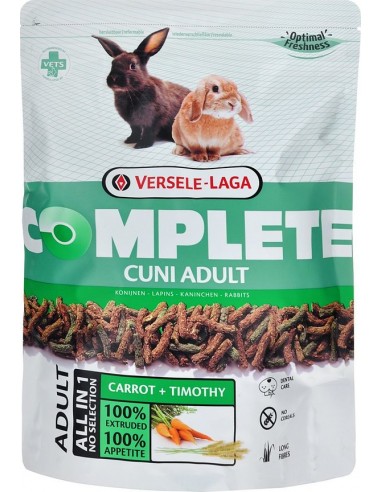 Optimal
Freshness
VETS
VERSELE-LAGA
COMPLETE
CUNI ADULT
KONIJNEN - LAPINS - KANINCHEN - RABBITS
ADULT
ALL IN 1
NO SELECTION
CARROT + TIMOTHY
100%
EXTRUDED
100%
APPETITE
DENTAL
CARE
NO
CEREALS
LONG
FIBRES